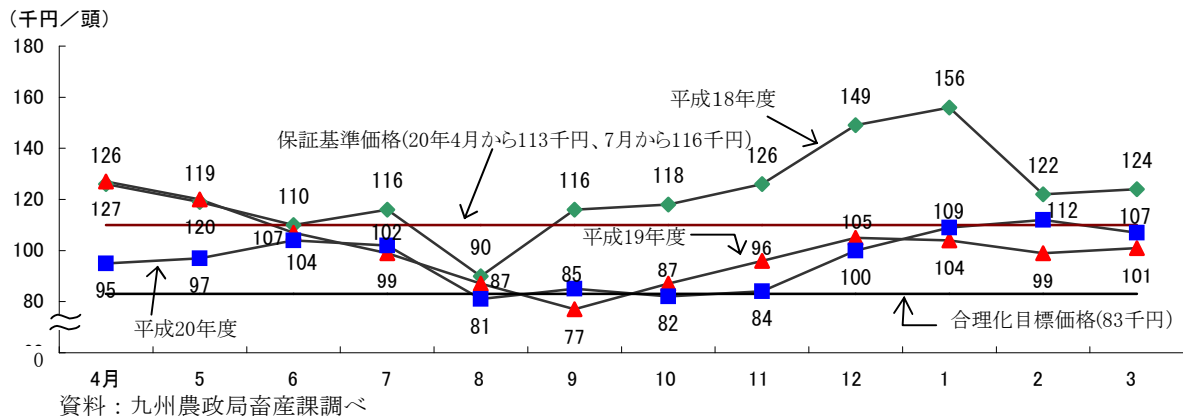 (千円／頭)
180
160
140
120
100
80
0
平成18年度
保証基準価格(20年4月から113千円、7月から116千円)
平成19年度
平成20年度
合理化目標価格(83千円)
126 119 110 116 90 116 118 126 149 156 122 124
127 120 107 99 87 77 87 96 105 104 99 101
95 97 104 102 81 85 82 84 100 109 112 107
4月 5 6 7 8 9 10 11 12 1 2 3
資料：九州農政局畜産課調べ